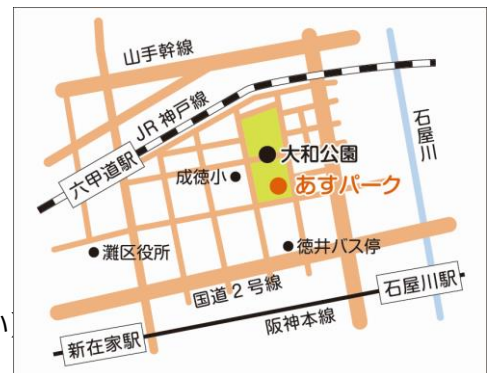 山手幹線
JR神戸線
六甲道駅
石屋川
大和公園
成徳小
あすパーク
灘区役所
徳井バス停
国道2号線
石屋川駅
阪神本線
新在家駅